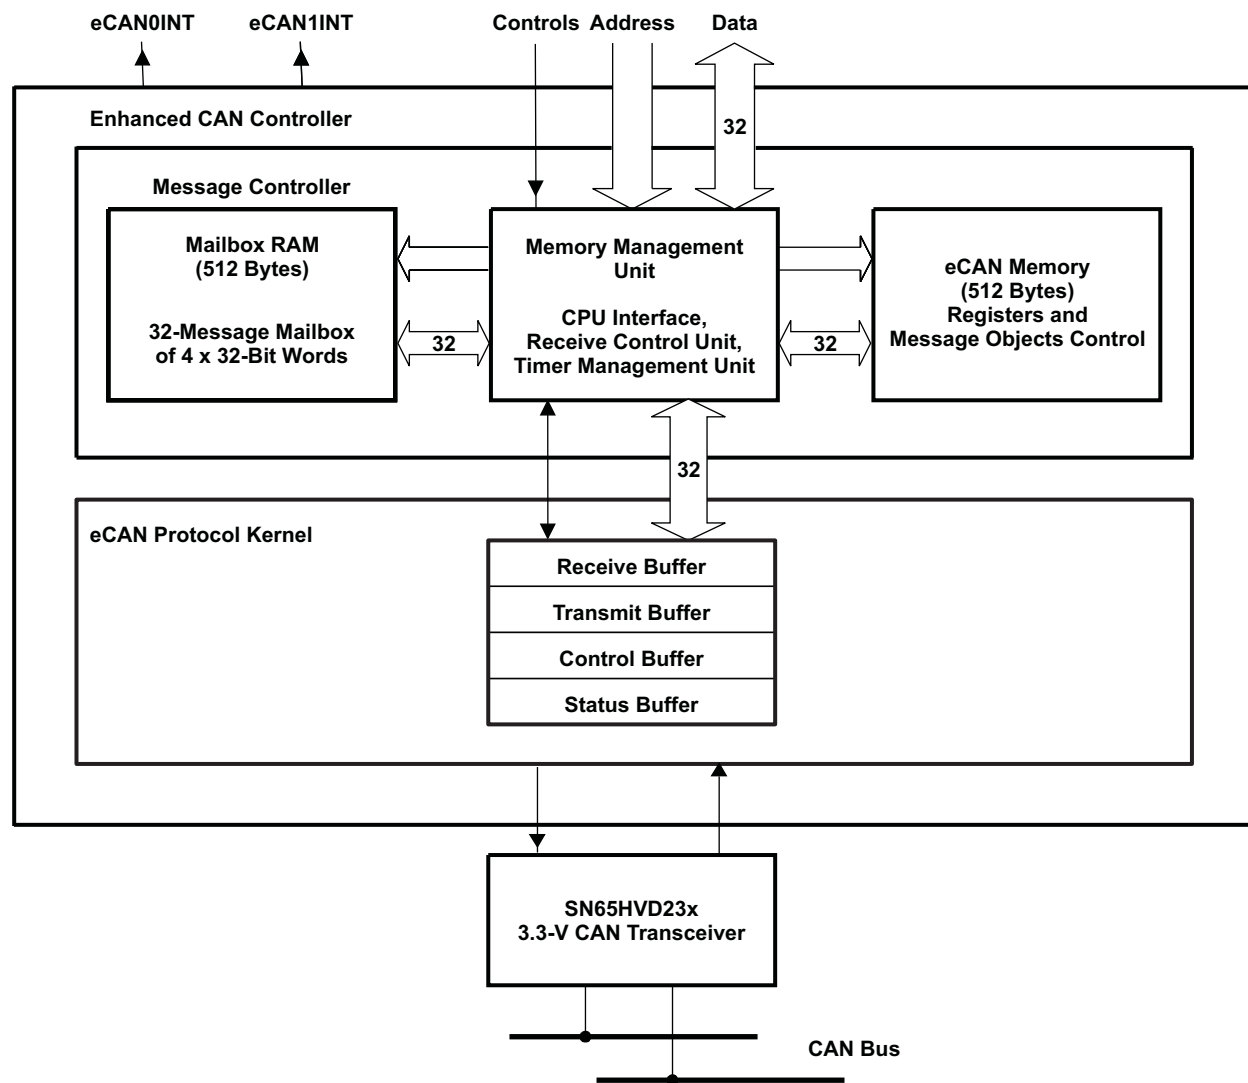 eCAN0INT
eCAN1INT
Controls
Address
Data
32
Enhanced CAN Controller
Message Controller
Mailbox RAM
(512 Bytes)
32-Message Mailbox
of 4 x 32-Bit Words
32
Memory Management
Unit
CPU Interface,
Receive Control Unit,
Timer Management Unit
32
eCAN Memory
(512 Bytes)
Registers and
Message Objects Control
32
eCAN Protocol Kernel
Receive Buffer
Transmit Buffer
Control Buffer
Status Buffer
SN65HVD23x
3.3-V CAN Transceiver
CAN Bus